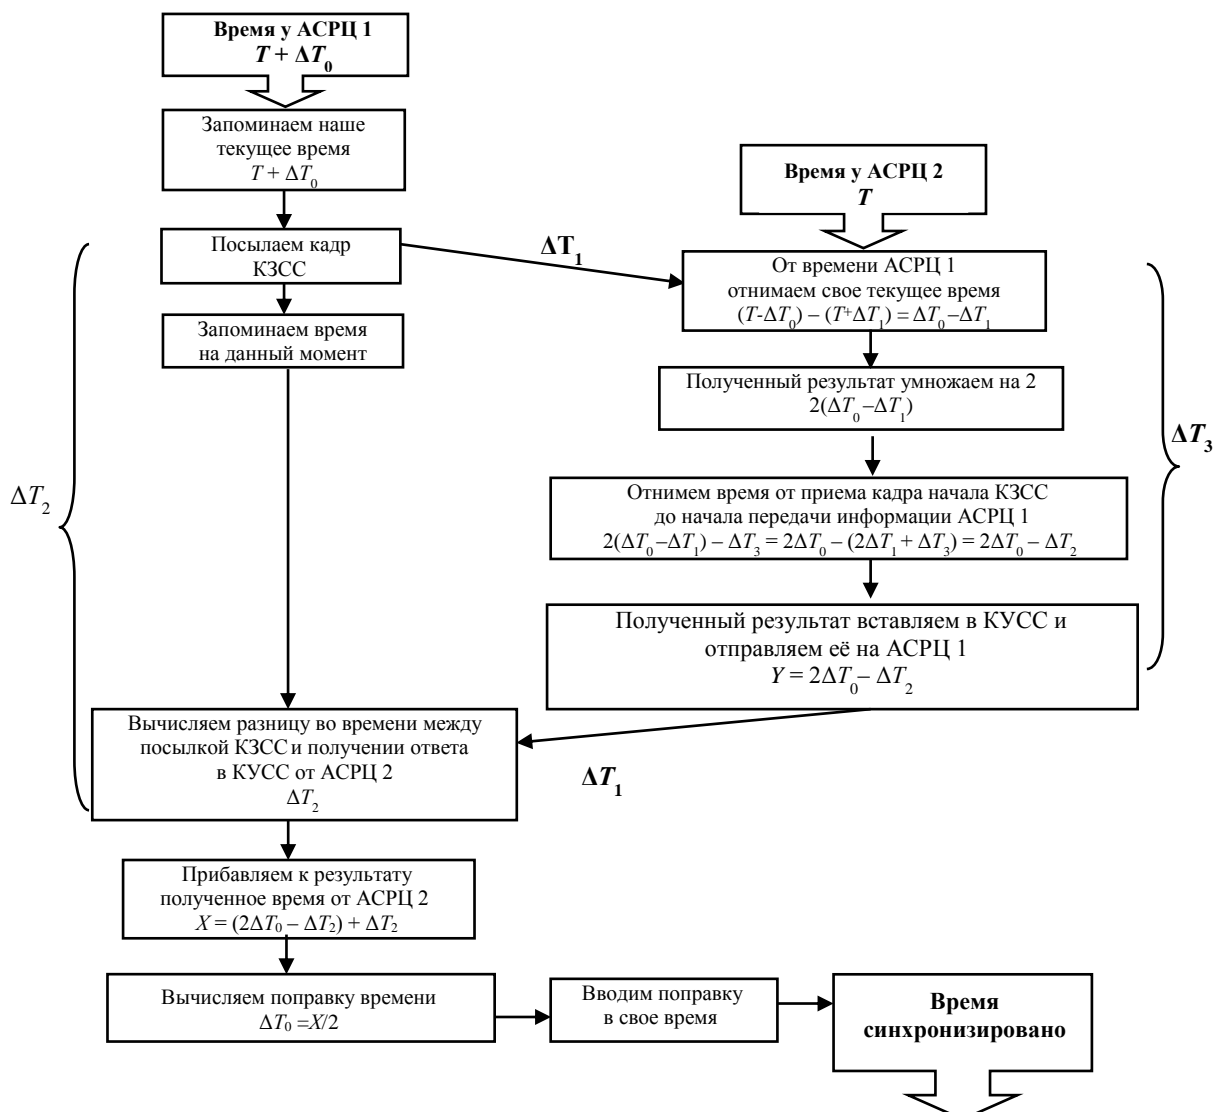 Время у АСРЦ 1
T + ΔT₀
Запоминаем наше
текущее время
T + ΔT₀
Посылаем кадр
КЗСС
Запоминаем время
на данный момент
ΔT₁
Время у АСРЦ 2
T
От времени АСРЦ 1
отнимаем свое текущее время
(T-ΔT₀) – (T⁺ΔT₁) = ΔT₀–ΔT₁
Полученный результат умножаем на 2
2(ΔT₀–ΔT₁)
Отнимем время от приема кадра начала КЗСС
до начала передачи информации АСРЦ 1
2(ΔT₀–ΔT₁) – ΔT₃ = 2ΔT₀ – (2ΔT₁ + ΔT₃) = 2ΔT₀ – ΔT₂
Полученный результат вставляем в КУСС и
отправляем её на АСРЦ 1
Y = 2ΔT₀– ΔT₂
ΔT₃
ΔT₂
ΔT₁
Вычисляем разницу во времени между
посылкой КЗСС и получении ответа
в КУСС от АСРЦ 2
ΔT₂
Прибавляем к результату
полученное время от АСРЦ 2
X = (2ΔT₀ – ΔT₂) + ΔT₂
Вычисляем поправку времени
ΔT₀ =X/2
Вводим поправку
в свое время
Время
синхронизировано